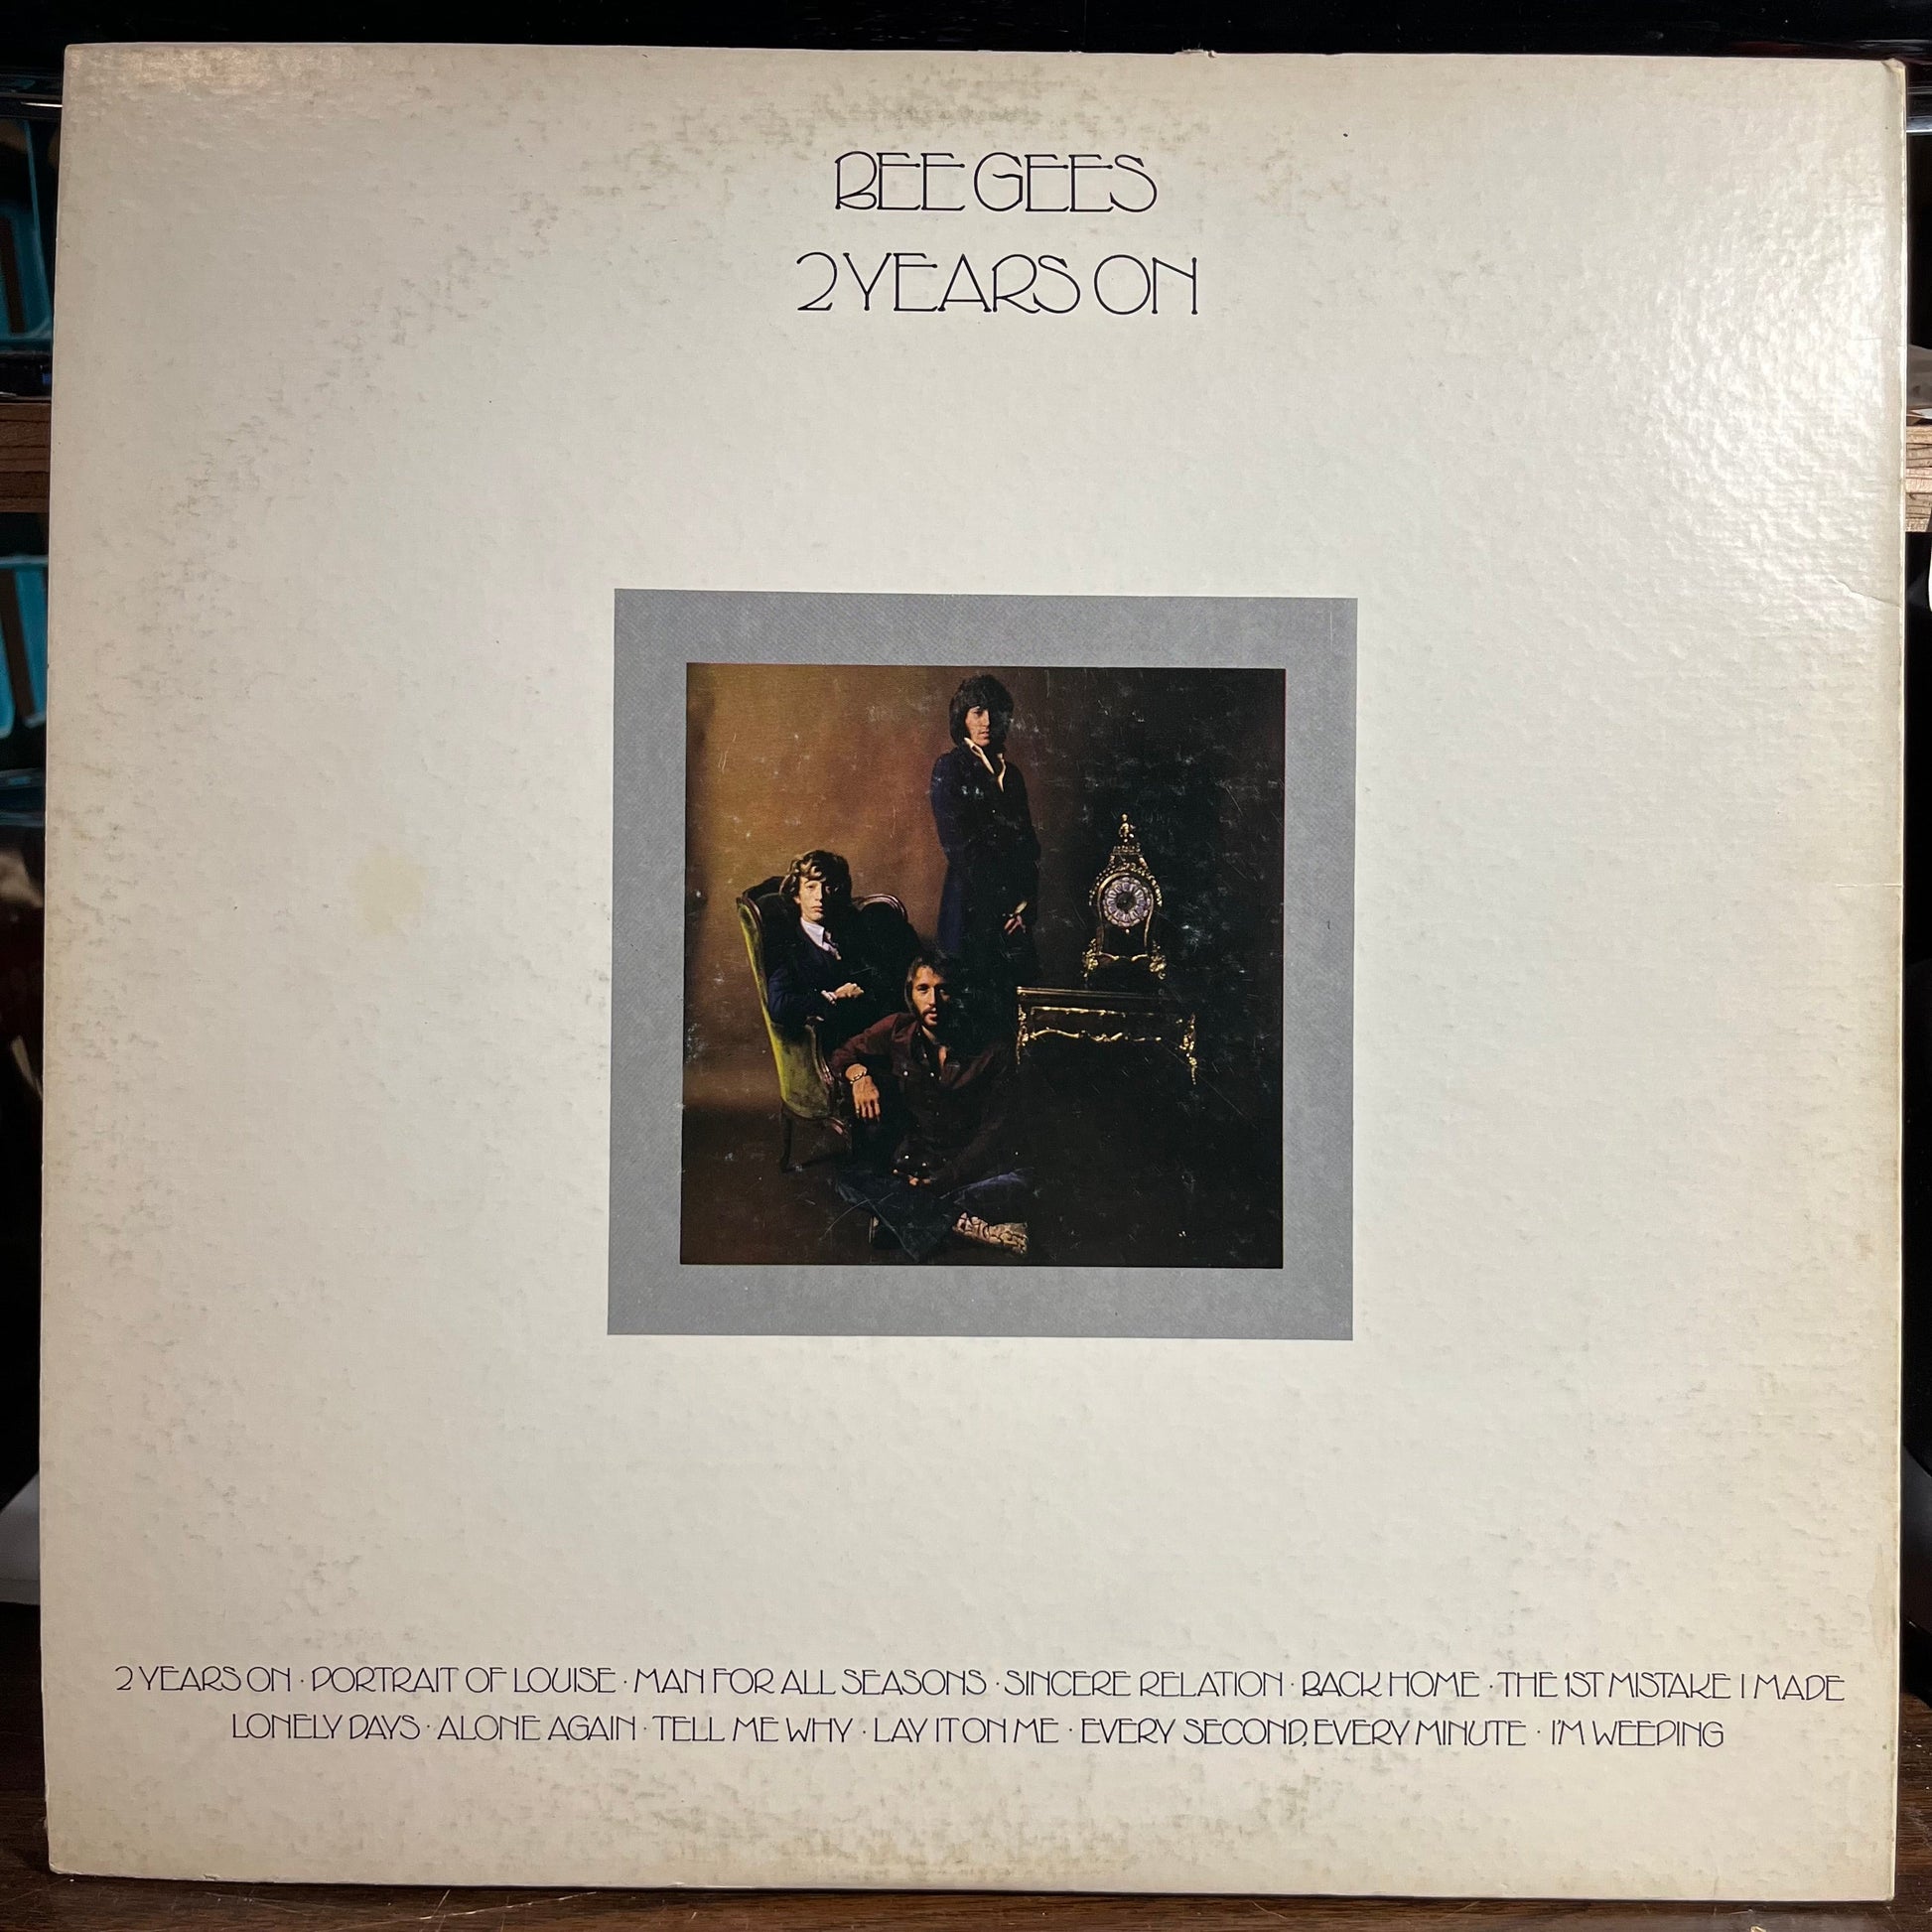 BEE GEES
2 YEARS ON
2 YEARS ON · PORTRAIT OF LOUISE · MAN FOR ALL SEASONS · SINCERE RELATION · BACK HOME · THE 1ST MISTAKE I MADE
LONELY DAYS · ALONE AGAIN · TELL ME WHY · LAY IT ON ME · EVERY SECOND, EVERY MINUTE · I'M WEEPING